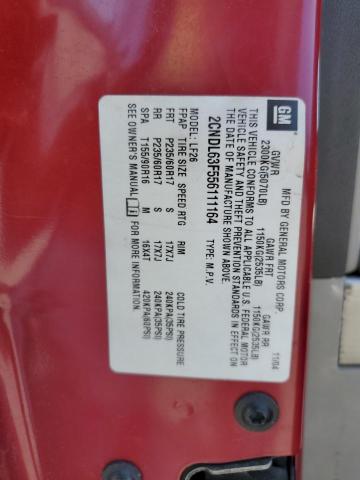 GM
MFD BY GENERAL MOTORS CORP
11/04
GVWR GAWR FRT GAWR RR
2300KG(5070LB) 1150KG(2535LB) 1150KG(2535LB)
THIS VEHICLE CONFORMS TO ALL APPLICABLE U.S. FEDERAL MOTOR
VEHICLE SAFETY AND THEFT PREVENTION STANDARDS IN EFFECT ON
THE DATE OF MANUFACTURE SHOWN ABOVE.
2CNDL63F556111164 TYPE: M.P.V.
LF26
FPAP TIRE SIZE SPEED RTG RIM COLD TIRE PRESSURE
FRT P235/60R17 S 17X7J 240KPA(35PSI)
RR P235/60R17 S 17X7J 240KPA(35PSI)
SPA T155/90R16 M 16X4T 420KPA(60PSI)
SEE OWNER'S MANUAL FOR MORE INFORMATION.